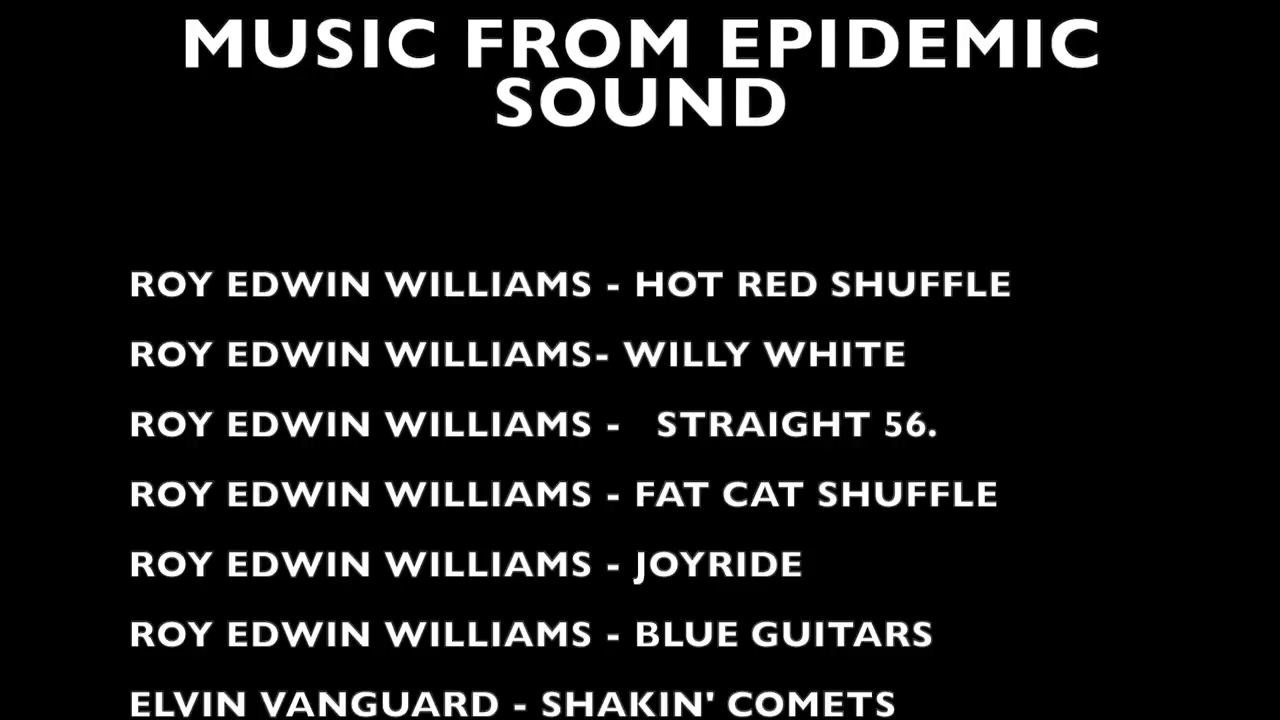 MUSIC FROM EPIDEMIC
SOUND
ROY EDWIN WILLIAMS - HOT RED SHUFFLE
ROY EDWIN WILLIAMS- WILLY WHITE
ROY EDWIN WILLIAMS -   STRAIGHT 56.
ROY EDWIN WILLIAMS - FAT CAT SHUFFLE
ROY EDWIN WILLIAMS - JOYRIDE
ROY EDWIN WILLIAMS - BLUE GUITARS
ELVIN VANGUARD - SHAKIN' COMETS